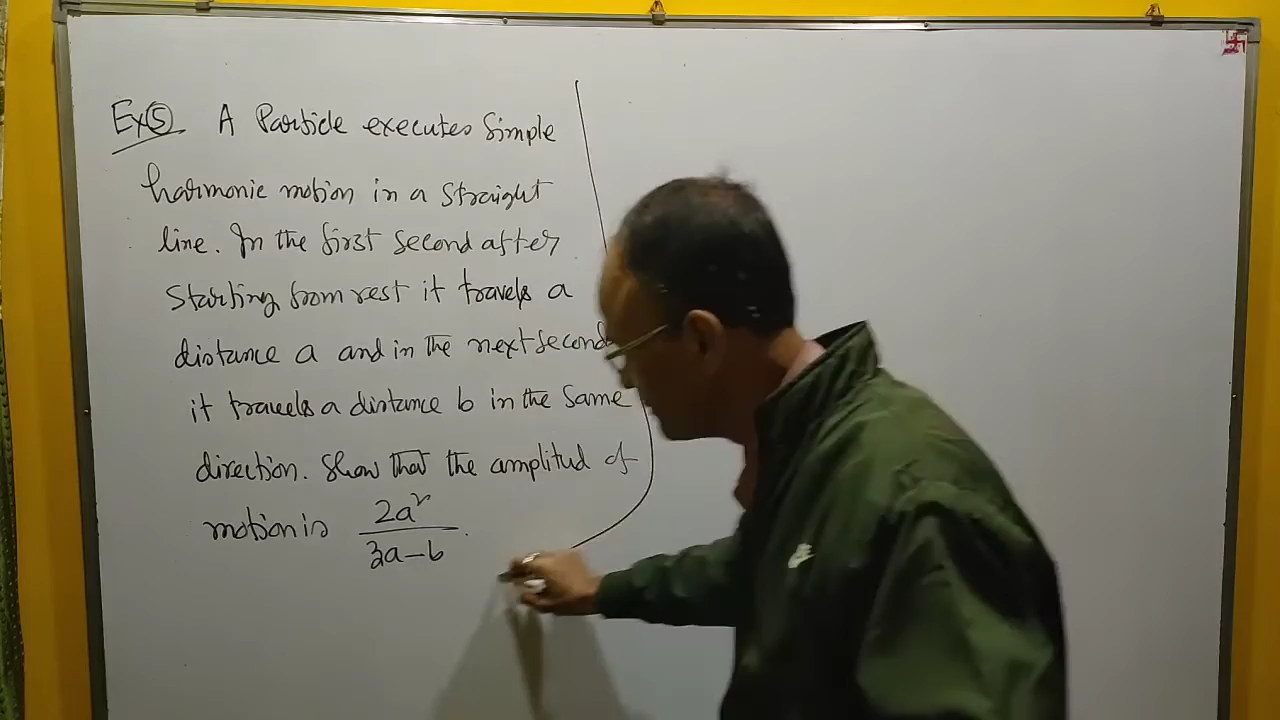 Ex⑤ A Particle executes Simple
harmonic motion in a straight
line. In the first second after
starting from rest it travels a
distance a and in the next second
it travels a distance b in the same
direction. Show that the amplitud of
motion is 2a²/3a-b.